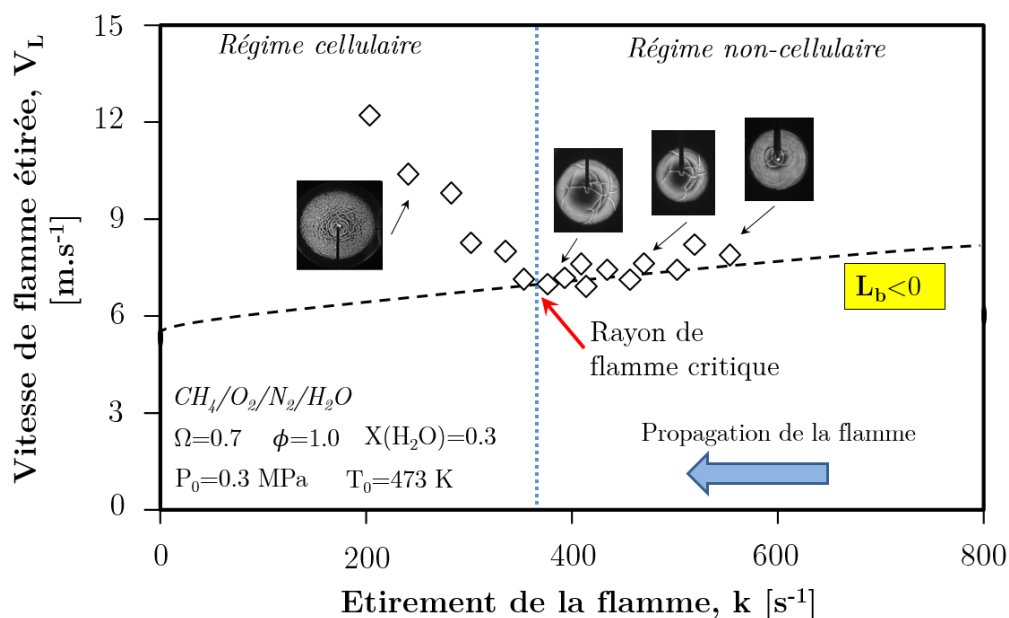 Vitesse de flamme étirée, V_L
[m.s⁻¹]
15
12
9
6
3
0
Régime cellulaire
Régime non-cellulaire
L_b<0
Rayon de
flamme critique
CH₄/O₂/N₂/H₂O
Ω=0.7 ϕ=1.0 X(H₂O)=0.3
P₀=0.3 MPa T₀=473 K
Propagation de la flamme
0 200 400 600 800
Etirement de la flamme, k [s⁻¹]